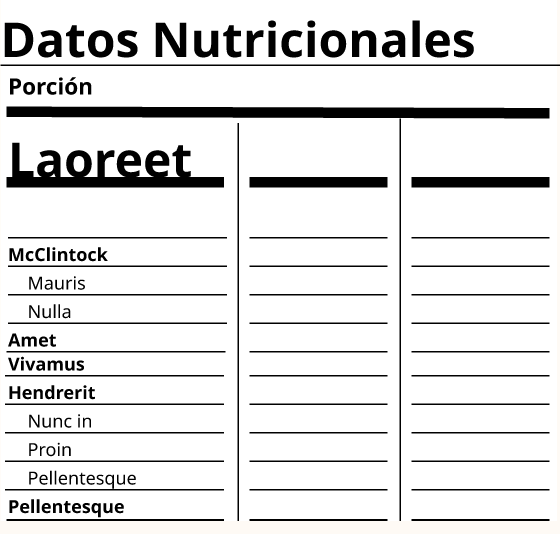 Datos Nutricionales
Porción
Laoreet
McClintock
Mauris
Nulla
Amet
Vivamus
Hendrerit
Nunc in
Proin
Pellentesque
Pellentesque